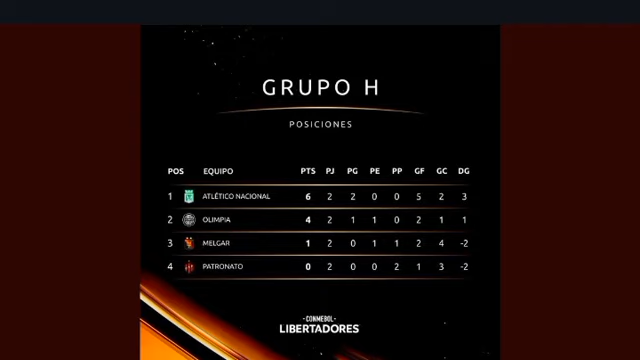 GRUPO H
POSICIONES
POS EQUIPO PTS PJ PG PE PP GF GC DG
1 ATLÉTICO NACIONAL 6 2 2 0 0 5 2 3
2 OLIMPIA 4 2 1 1 0 2 1 1
3 MELGAR 1 2 0 1 1 2 4 -2
4 PATRONATO 0 2 0 0 2 1 3 -2
·CONMEBOL·
LIBERTADORES